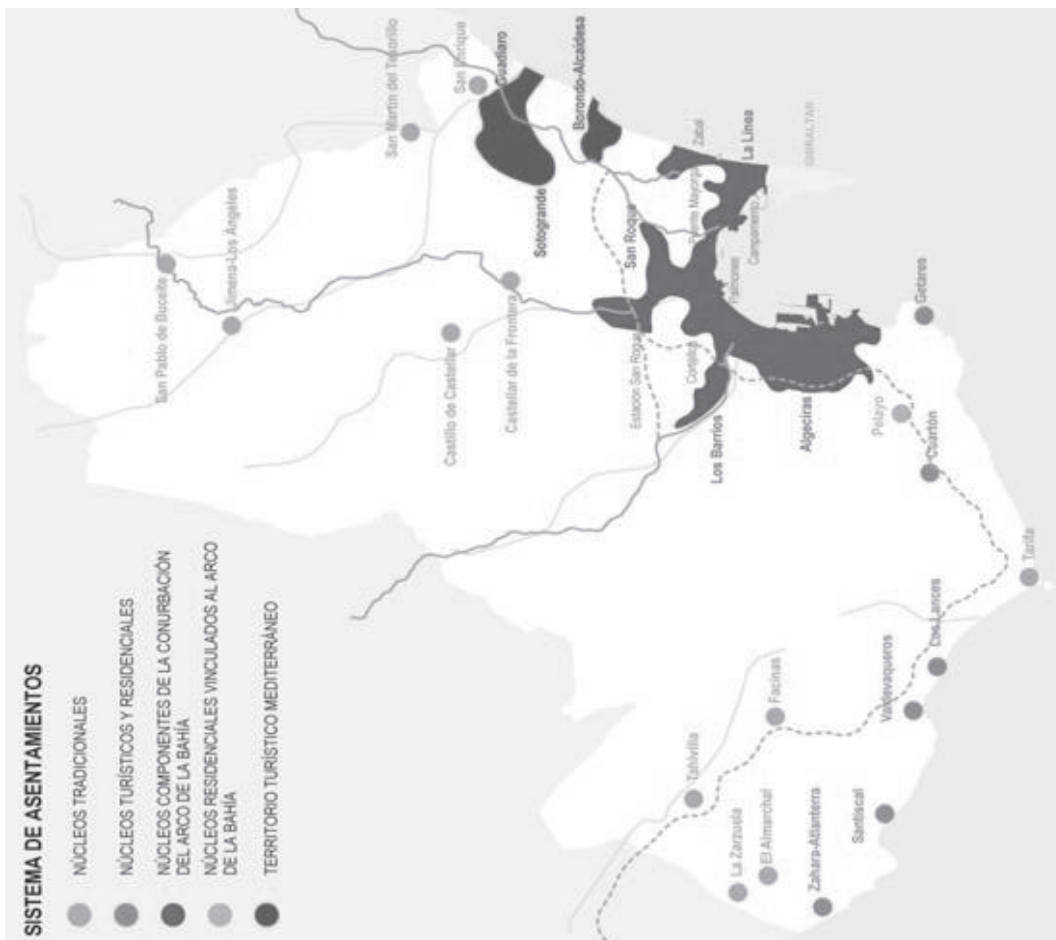 SISTEMA DE ASENTAMIENTOS
NÚCLEOS TRADICIONALES
NÚCLEOS TURÍSTICOS Y RESIDENCIALES
NÚCLEOS COMPONENTES DE LA CONURBACIÓN
DEL ARCO DE LA BAHÍA
NÚCLEOS RESIDENCIALES VINCULADOS AL ARCO
DE LA BAHÍA
TERRITORIO TURÍSTICO MEDITERRÁNEO
San Pablo de Buceite
Jimena-Los Ángeles
San Martín del Tesorillo
San Enrique
Guadiaro
Borondo-Alcaidesa
Sotogrande
Castillo de Castellar
Castellar de la Frontera
San Roque
Estación San Roque
Zabal
La Línea
GIBRALTAR
Puente Mayorga
Campamento
Palmones
Cortijillos
Los Barrios
Algeciras
Getares
Pelayo
Cuartón
Tarifa
Los Lances
Valdevaqueros
Facinas
Tahivilla
La Zarzuela
El Almarchal
Zahara-Atlanterra
Santiscal